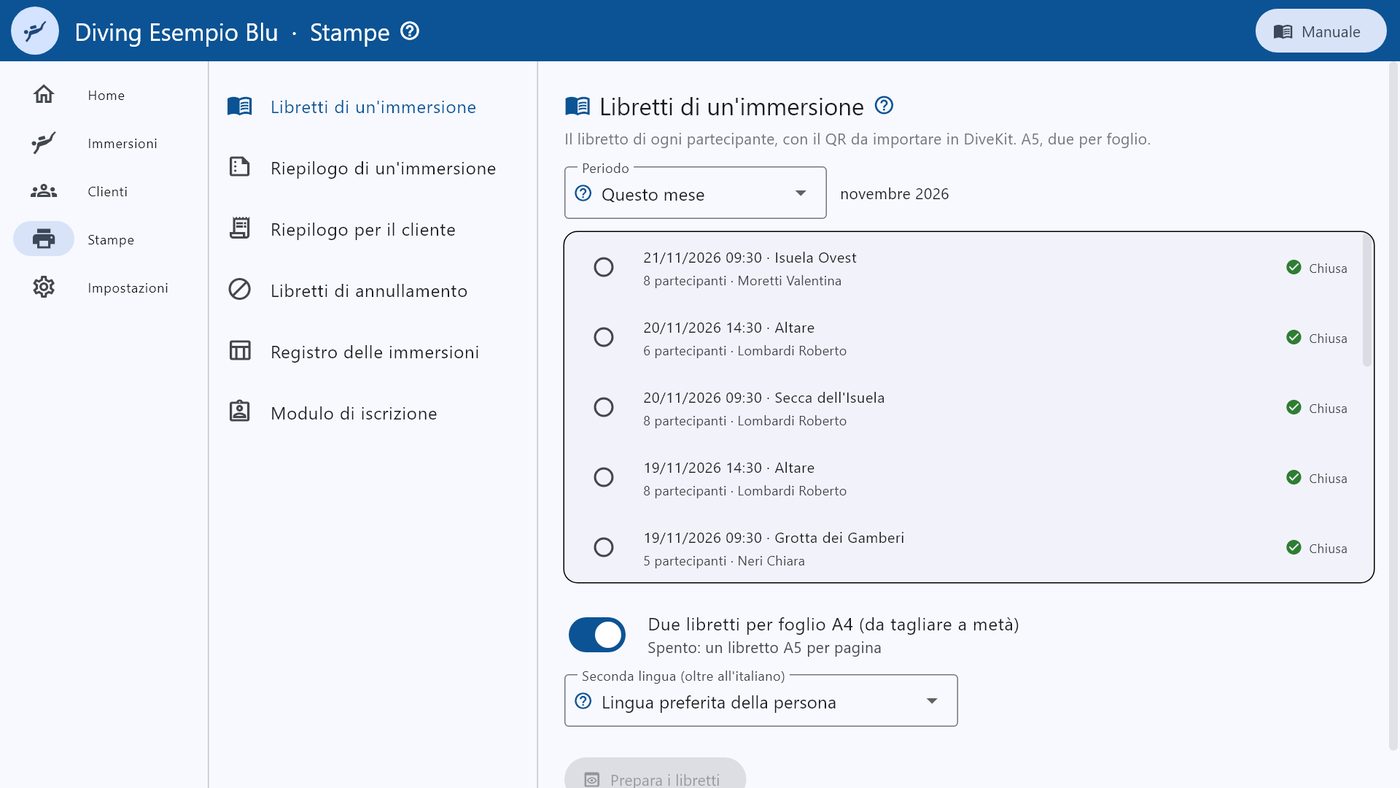 Diving Esempio Blu · Stampe
Manuale
Home
Immersioni
Clienti
Stampe
Impostazioni
Libretti di un'immersione
Riepilogo di un'immersione
Riepilogo per il cliente
Libretti di annullamento
Registro delle immersioni
Modulo di iscrizione
Libretti di un'immersione
Il libretto di ogni partecipante, con il QR da importare in DiveKit. A5, due per foglio.
Periodo
Questo mese
novembre 2026
21/11/2026 09:30 · Isuela Ovest
8 partecipanti · Moretti Valentina
Chiusa
20/11/2026 14:30 · Altare
6 partecipanti · Lombardi Roberto
Chiusa
20/11/2026 09:30 · Secca dell'Isuela
8 partecipanti · Lombardi Roberto
Chiusa
19/11/2026 14:30 · Altare
8 partecipanti · Lombardi Roberto
Chiusa
19/11/2026 09:30 · Grotta dei Gamberi
5 partecipanti · Neri Chiara
Chiusa
Due libretti per foglio A4 (da tagliare a metà)
Spento: un libretto A5 per pagina
Seconda lingua (oltre all'italiano)
Lingua preferita della persona
Prepara i libretti